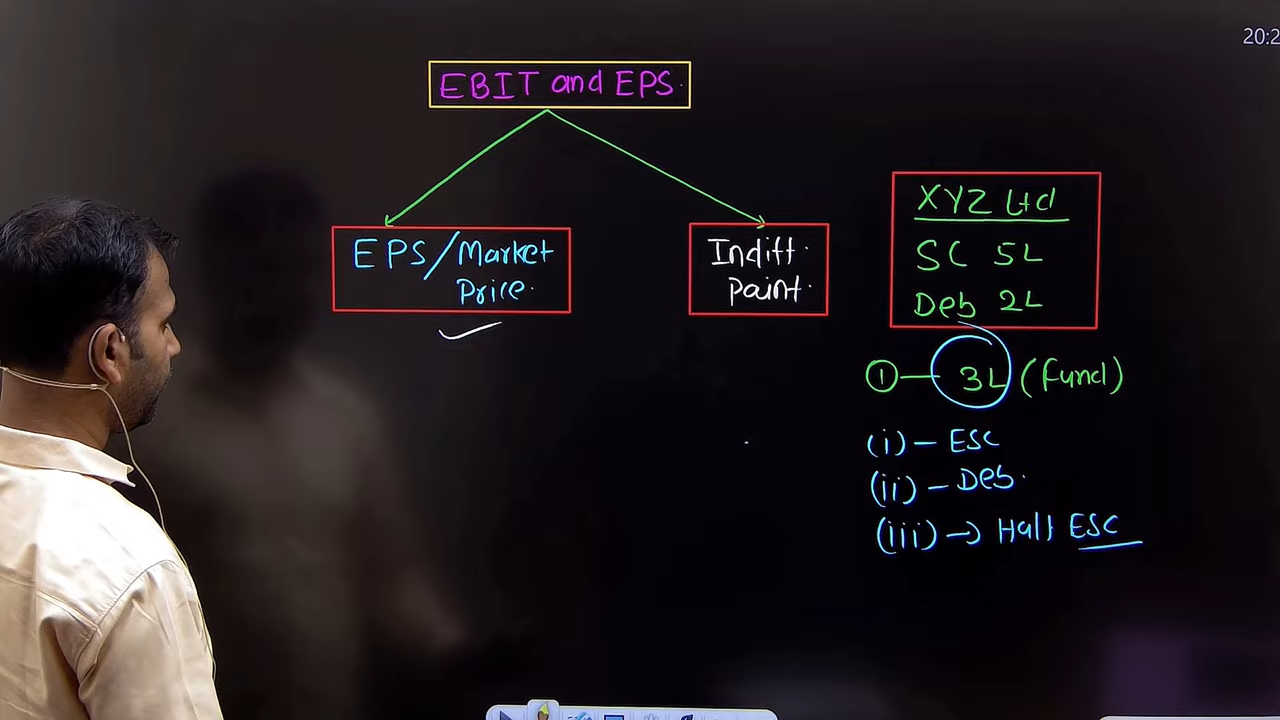 20:2
EBIT and EPS.
EPS/Market
Price.
Indiff.
Paint.
XYZ Ltd
SC 5L
Deb 2L
① — 3L (Fund)
(i) — ESC
(ii) — Deb.
(iii) → Half ESC